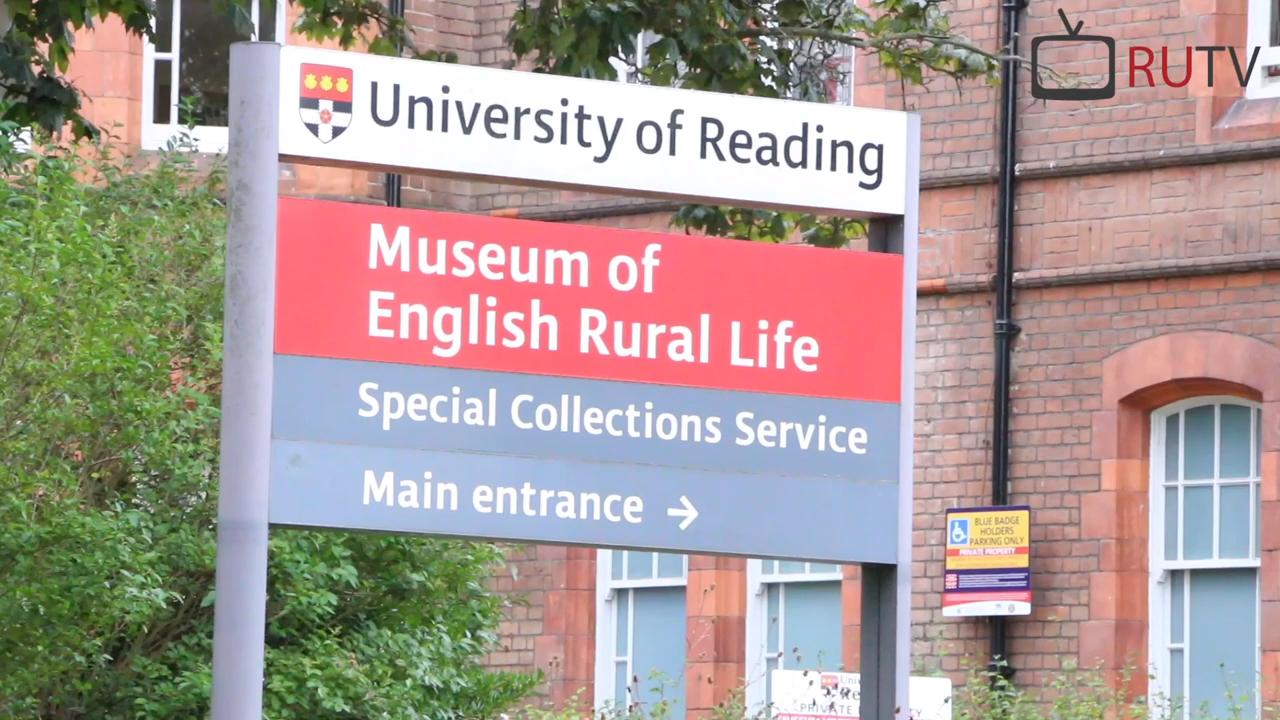 RUTV
University of Reading
Museum of
English Rural Life
Special Collections Service
Main entrance →
BLUE BADGE
HOLDERS
PARKING ONLY
PRIVATE PROPERTY
PRIVATE